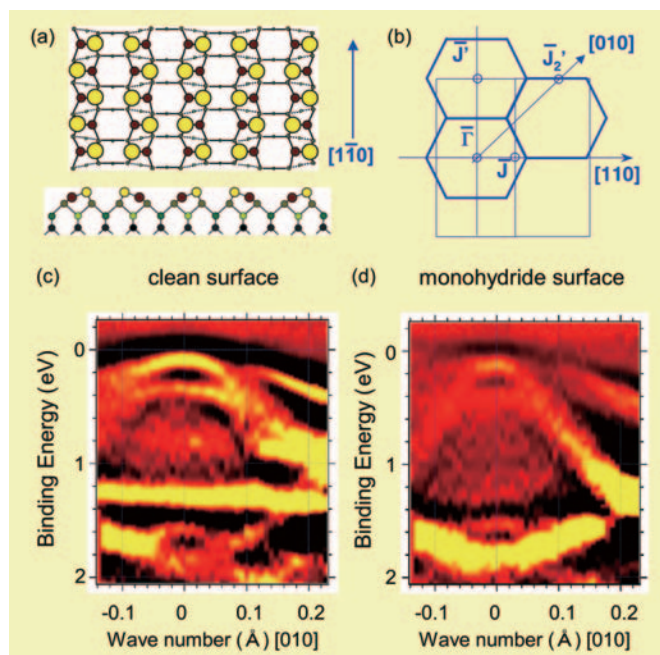 (a)
[11̄0]
(b)
J̄'
J̄₂'
[010]
Γ̄
J̄
[110]
(c) clean surface
(d) monohydride surface
Binding Energy (eV)
0
1
2
-0.1 0 0.1 0.2
Wave number (Å) [010]
Binding Energy (eV)
0
1
2
-0.1 0 0.1 0.2
Wave number (Å) [010]